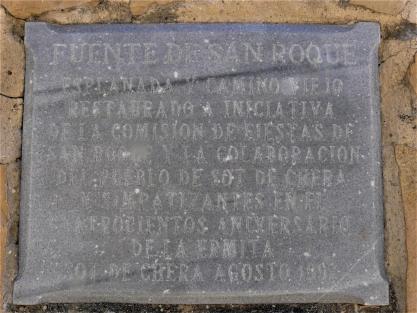 FUENTE DE SAN ROQUE
ESPLANADA Y CAMINO VIEJO
RESTAURADO A INICIATIVA
DE LA COMISION DE FIESTAS DE
SAN ROQUE Y LA COLABORACION
DEL PUEBLO DE SOT DE CHERA
Y SIMPATIZANTES EN EL
CUATROCIENTOS ANIVERSARIO
DE LA ERMITA
SOT DE CHERA AGOSTO